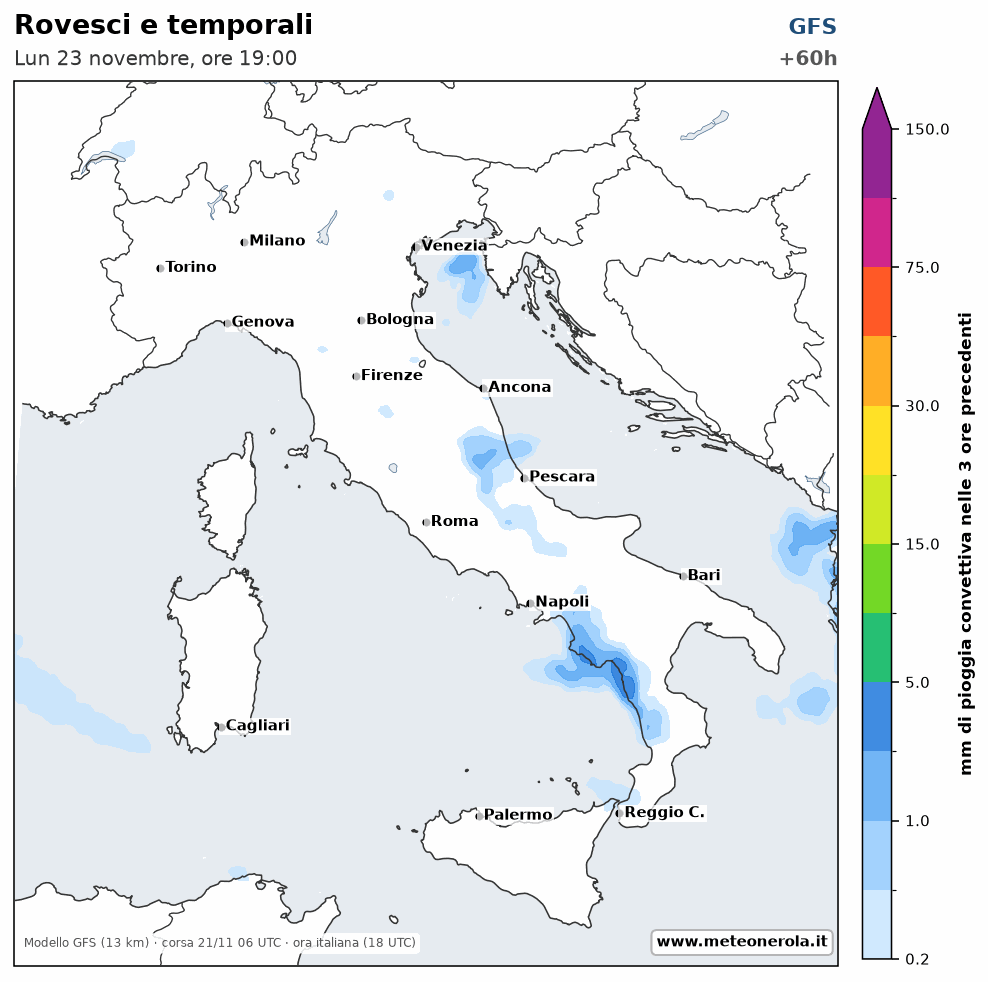 Rovesci e temporali
GFS
Lun 23 novembre, ore 19:00
+60h
150.0
75.0
30.0
15.0
5.0
1.0
0.2
mm di pioggia convettiva nelle 3 ore precedenti
Milano
Venezia
Torino
Genova
Bologna
Firenze
Ancona
Pescara
Roma
Bari
Napoli
Cagliari
Palermo
Reggio C.
Modello GFS (13 km) · corsa 21/11 06 UTC · ora italiana (18 UTC)
www.meteonerola.it